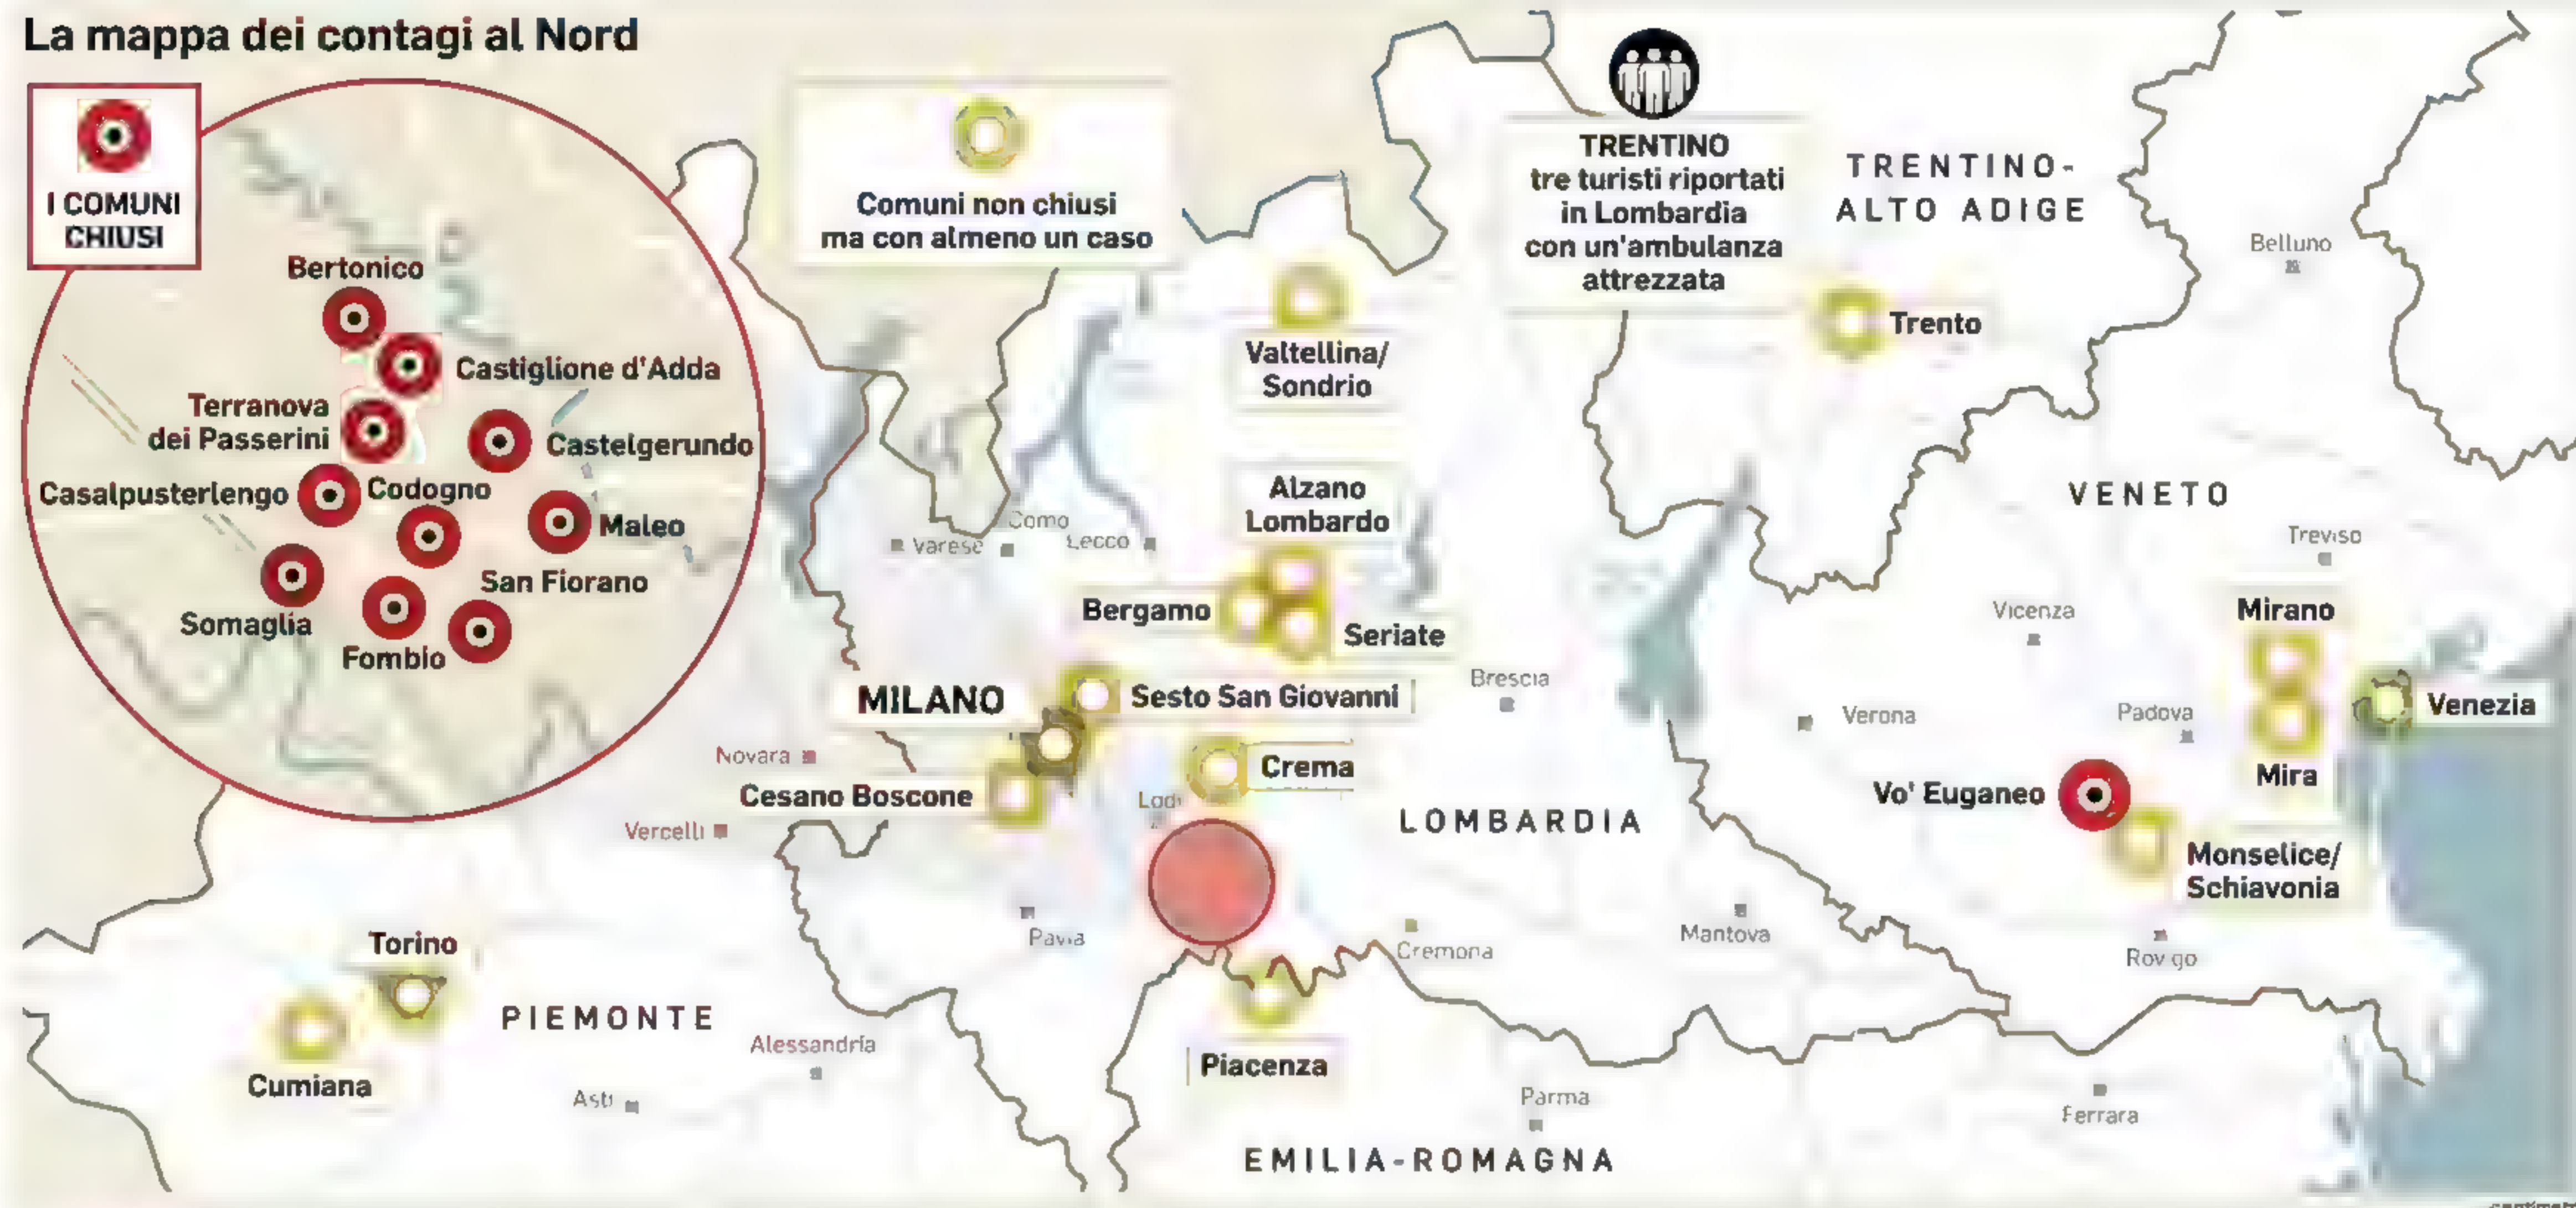 La mappa dei contagi al Nord
I COMUNI
CHIUSI
Bertonico
Castiglione d'Adda
Terranova
dei Passerini
Castelgerundo
Casalpusterlengo
Codogno
Maleo
San Fiorano
Somaglia
Fombio
Comuni non chiusi
ma con almeno un caso
TRENTINO
tre turisti riportati
in Lombardia
con un'ambulanza
attrezzata
TRENTINO-
ALTO ADIGE
Belluno
Trento
Valtellina/
Sondrio
Alzano
Lombardo
VENETO
Como
Varese
Lecco
Treviso
Bergamo
Seriate
Vicenza
Mirano
MILANO
Sesto San Giovanni
Brescia
Verona
Padova
Venezia
Novara
Crema
Mira
Cesano Boscone
Lodi
Vo' Euganeo
Vercelli
LOMBARDIA
Monselice/
Schiavonia
Pavia
Cremona
Mantova
Rovigo
Torino
PIEMONTE
Alessandria
Cumiana
Asti
Piacenza
Parma
Ferrara
EMILIA-ROMAGNA